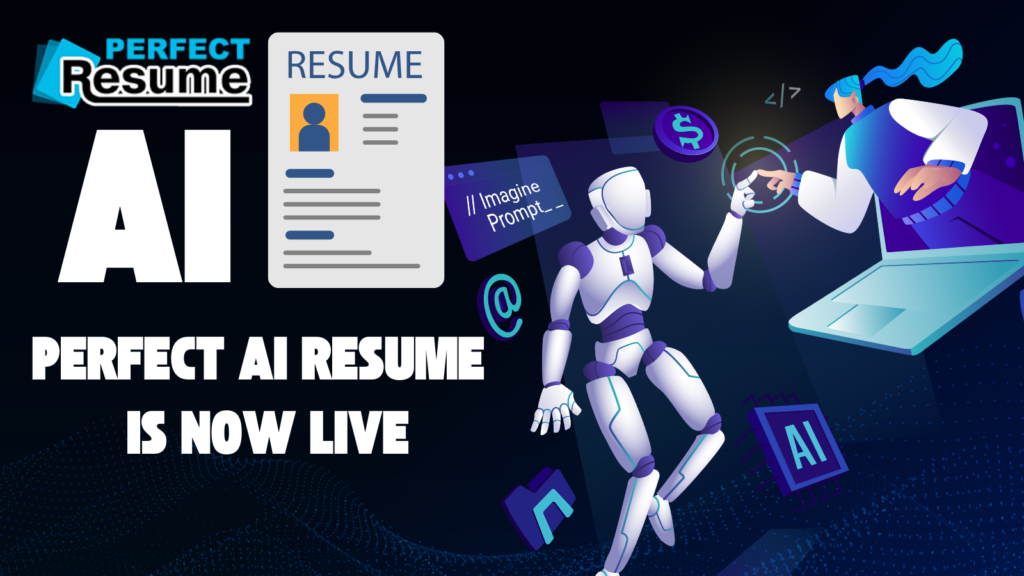 PERFECT
Resume
AI
RESUME
// Imagine
Prompt_ _
</>
$
@
AI
PERFECT AI RESUME
IS NOW LIVE